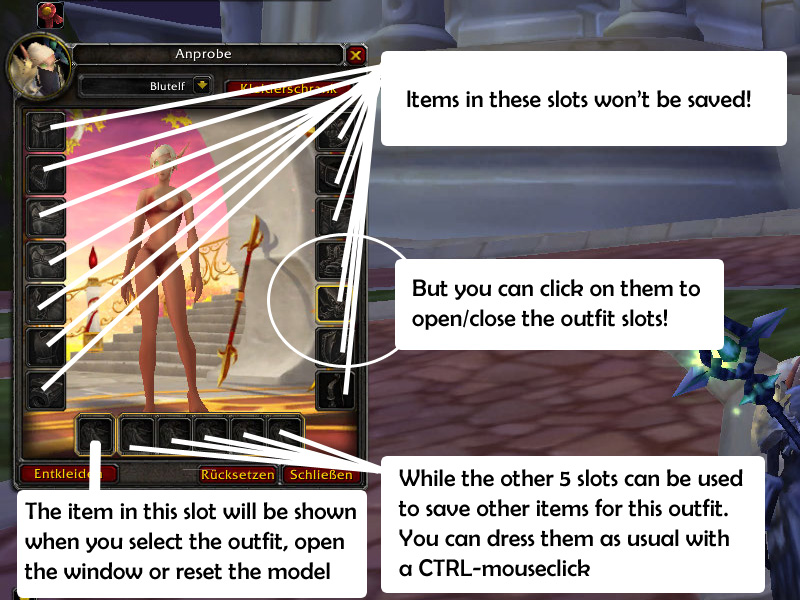 Anprobe
Blutelf
Kleiderschrank
Items in these slots won't be saved!
But you can click on them to
open/close the outfit slots!
Entkleiden
Rücksetzen
Schließen
The item in this slot will be shown
when you select the outfit, open
the window or reset the model
While the other 5 slots can be used
to save other items for this outfit.
You can dress them as usual with
a CTRL-mouseclick